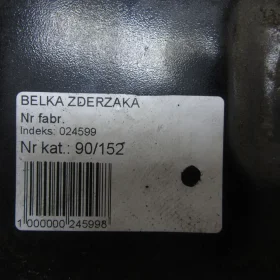 BELKA ZDERZAKA
Nr fabr.
Indeks: 024599
Nr kat.: 90/152
1 000000 245998